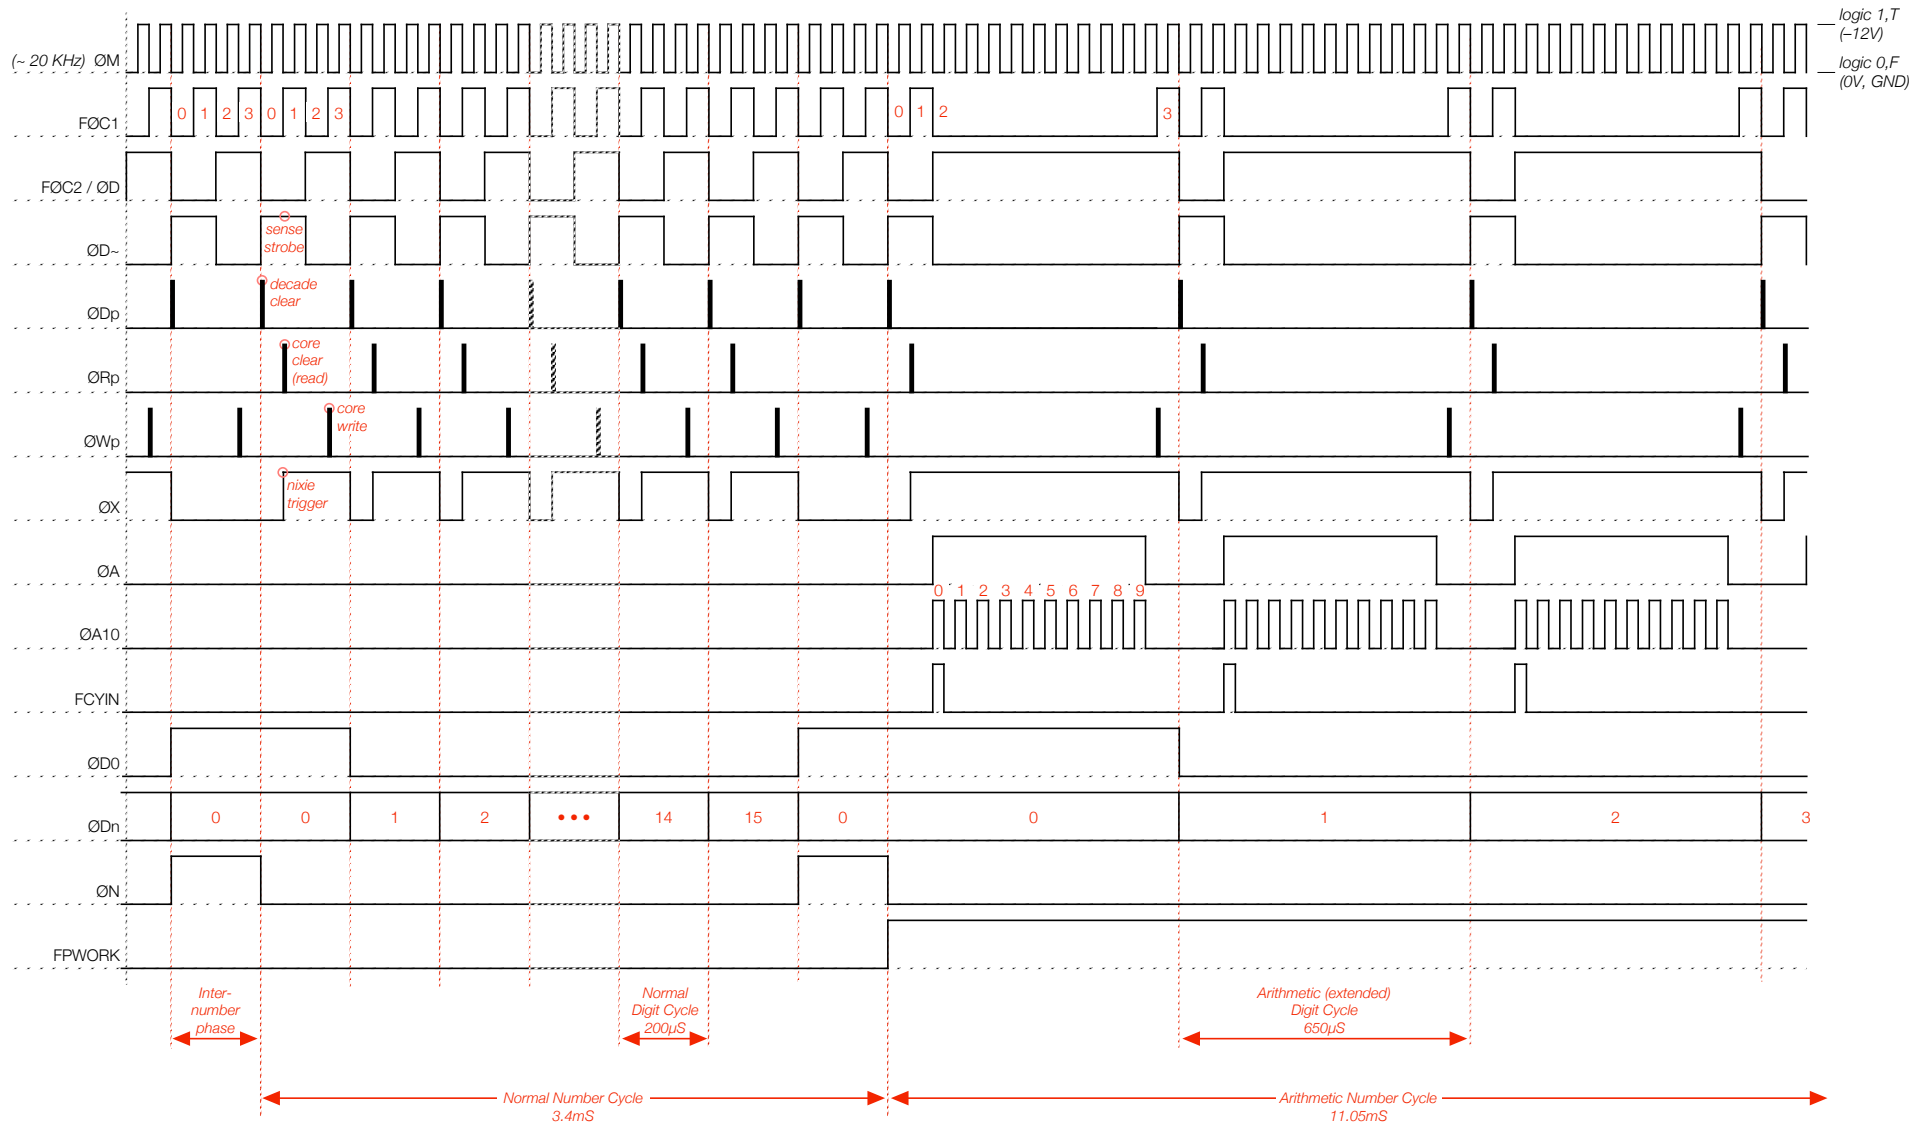 logic 1,T
(–12V)
(~ 20 KHz) ØM
logic 0,F
(0V, GND)
FØC1
0 1 2 3 0 1 2 3
0 1 2 3
FØC2 / ØD
ØD~
sense
strobe
ØDp
decade
clear
ØRp
core
clear
(read)
ØWp
core
write
ØX
nixie
trigger
ØA
0 1 2 3 4 5 6 7 8 9
ØA10
FCYIN
ØD0
ØDn
0 0 1 2 ••• 14 15 0 0 1 2 3
ØN
FPWORK
Inter-
number
phase
Normal
Digit Cycle
200µS
Arithmetic (extended)
Digit Cycle
650µS
Normal Number Cycle
3.4mS
Arithmetic Number Cycle
11.05mS